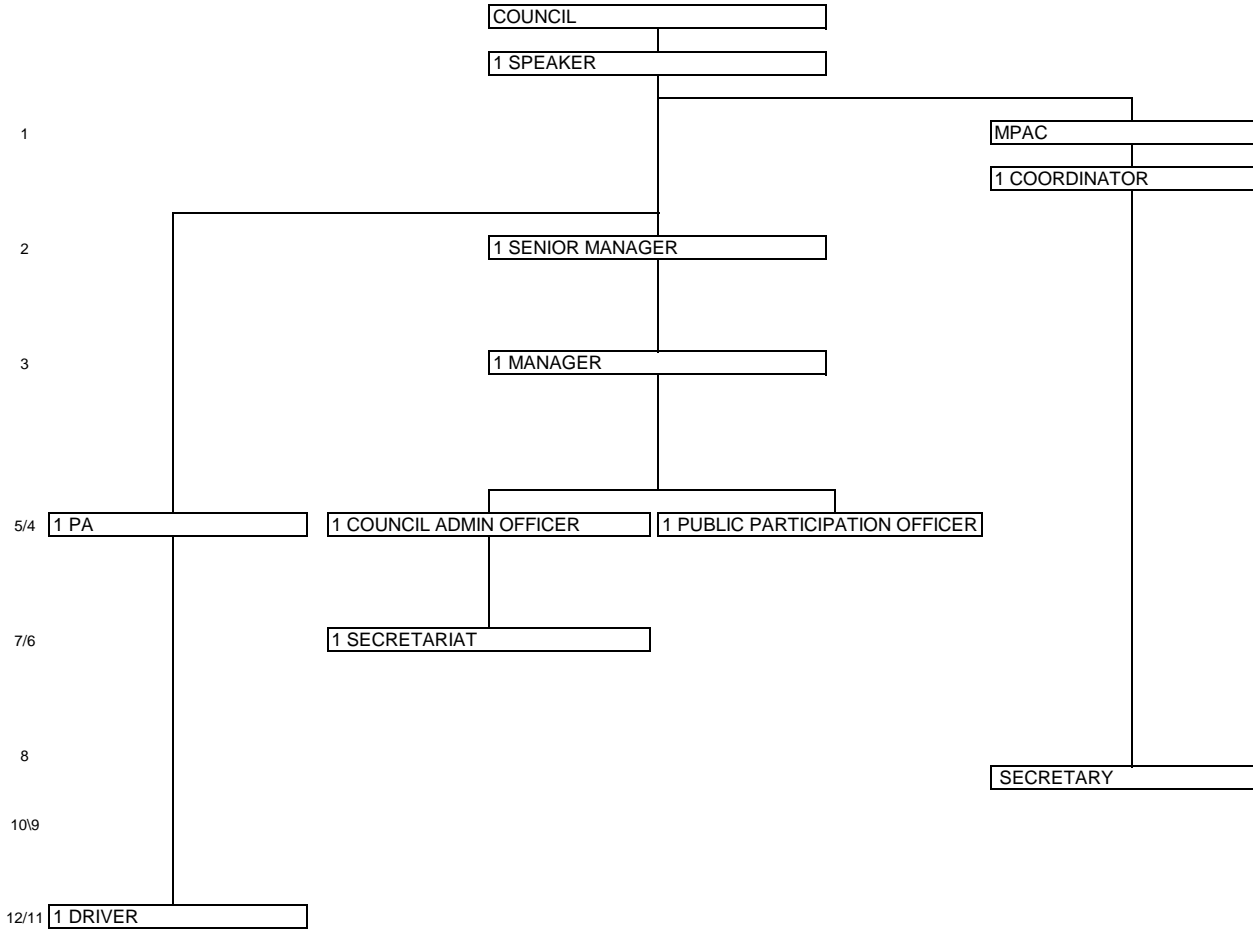 COUNCIL
1 SPEAKER
1
MPAC
1 COORDINATOR
2
1 SENIOR MANAGER
3
1 MANAGER
5/4
1 PA
1 COUNCIL ADMIN OFFICER
1 PUBLIC PARTICIPATION OFFICER
7/6
1 SECRETARIAT
8
SECRETARY
10\9
12/11
1 DRIVER